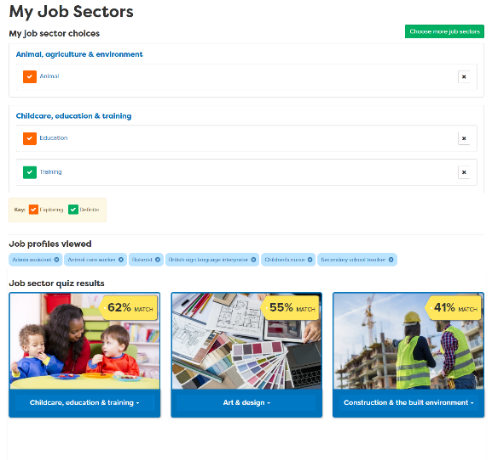 My Job Sectors
My job sector choices
Choose more job sectors
Animal, agriculture & environment
Animal
Childcare, education & training
Education
Training
Key: Exploring Definite
Job profiles viewed
Animal care worker British sign language interpreter Children's nurse Secondary school teacher
Job sector quiz results
62% MATCH 55% MATCH 41% MATCH
Childcare, education & training Art & design Construction & the built environment